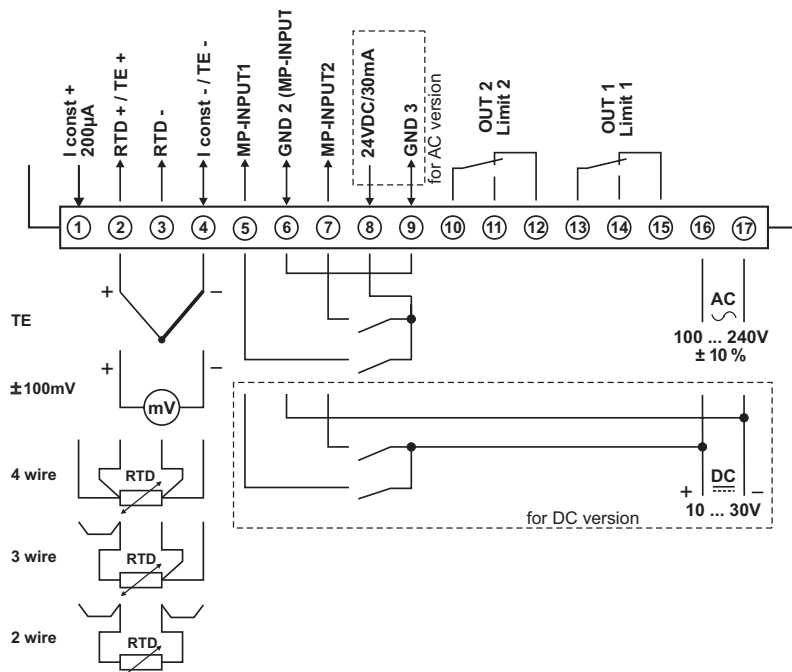 I const +
200µA
RTD + / TE +
RTD -
I const - / TE -
MP-INPUT1
GND 2 (MP-INPUT
MP-INPUT2
24VDC/30mA
GND 3
for AC version
OUT 2
Limit 2
OUT 1
Limit 1
1 2 3 4 5 6 7 8 9 10 11 12 13 14 15 16 17
TE
+ −
AC
100 ... 240V
± 10 %
±100mV
+ −
mV
4 wire
RTD
+ DC −
10 ... 30V
for DC version
3 wire
RTD
2 wire
RTD